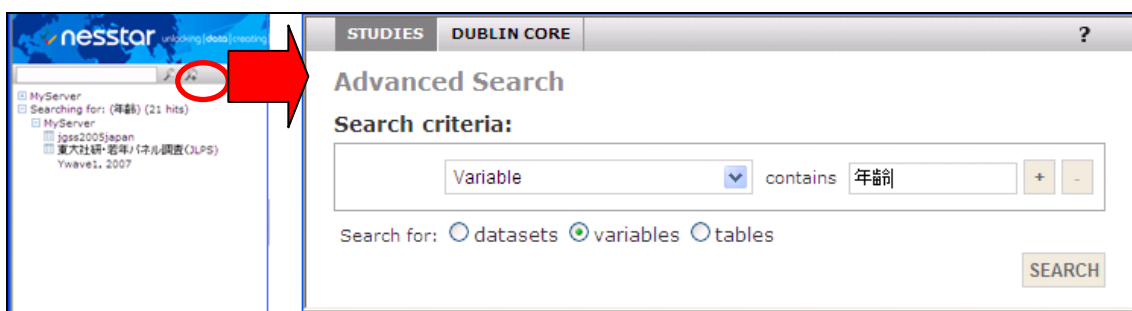 nesstar unlocking|data|creating
MyServer
Searching for: (年齢) (21 hits)
MyServer
jgss2005japan
東大社研・若年パネル調査(JLPS)
Ywave1, 2007
STUDIES DUBLIN CORE ?
Advanced Search
Search criteria:
Variable contains 年齢 + -
Search for: datasets variables tables
SEARCH